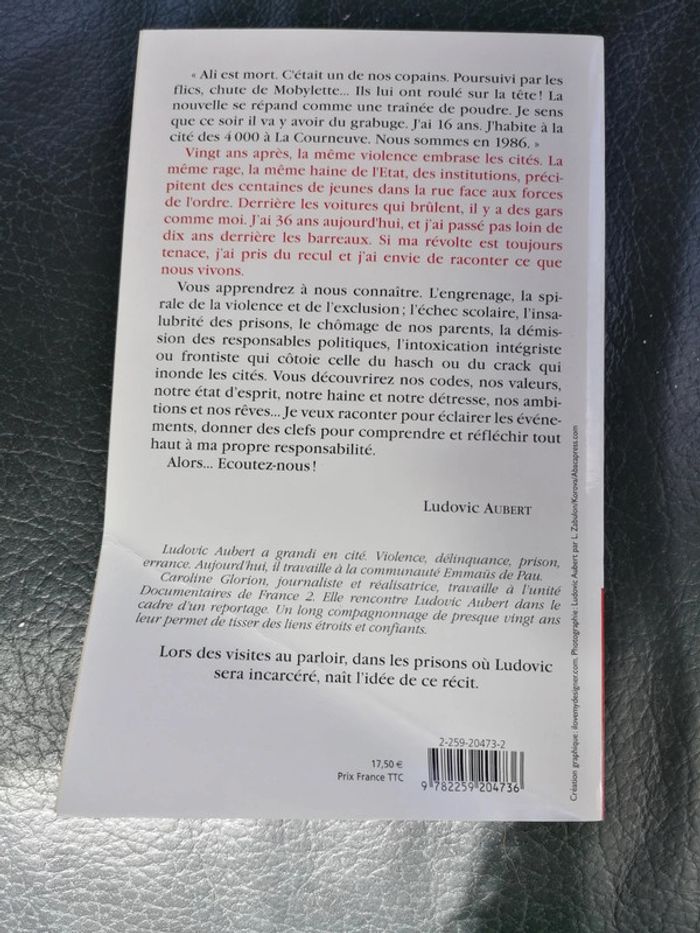 « Ali est mort. C'était un de nos copains. Poursuivi par les
flics, chute de Mobylette... Ils lui ont roulé sur la tête ! La
nouvelle se répand comme une traînée de poudre. Je sens
que ce soir il va y avoir du grabuge. J'ai 16 ans. J'habite à la
cité des 4 000 à La Courneuve. Nous sommes en 1986. »
Vingt ans après, la même violence embrase les cités. La
même rage, la même haine de l'Etat, des institutions, préci-
pitent des centaines de jeunes dans la rue face aux forces
de l'ordre. Derrière les voitures qui brûlent, il y a des gars
comme moi. J'ai 36 ans aujourd'hui, et j'ai passé pas loin de
dix ans derrière les barreaux. Si ma révolte est toujours
tenace, j'ai pris du recul et j'ai envie de raconter ce que
nous vivons.
Vous apprendrez à nous connaître. L'engrenage, la spi-
rale de la violence et de l'exclusion ; l'échec scolaire, l'insa-
lubrité des prisons, le chômage de nos parents, la démis-
sion des responsables politiques, l'intoxication intégriste
ou frontiste qui côtoie celle du hasch ou du crack qui
inonde les cités. Vous découvrirez nos codes, nos valeurs,
notre état d'esprit, notre haine et notre détresse, nos ambi-
tions et nos rêves... Je veux raconter pour éclairer les événe-
ments, donner des clefs pour comprendre et réfléchir tout
haut à ma propre responsabilité.
Alors... Ecoutez-nous !
Ludovic AUBERT
Ludovic Aubert a grandi en cité. Violence, délinquance, prison,
errance. Aujourd'hui, il travaille à la communauté Emmaüs de Pau.
Caroline Glorion, journaliste et réalisatrice, travaille à l'unité
Documentaires de France 2. Elle rencontre Ludovic Aubert dans le
cadre d'un reportage. Un long compagnonnage de presque vingt ans
leur permet de tisser des liens étroits et confiants.
Lors des visites au parloir, dans les prisons où Ludovic
sera incarcéré, naît l'idée de ce récit.
17,50 €
Prix France TTC
2-259-20473-2
9 782259 204736
Création graphique : ilovemydesigner.com. Photographie : Ludovic Aubert par L. Zabulon/Korova/Abacapress.com